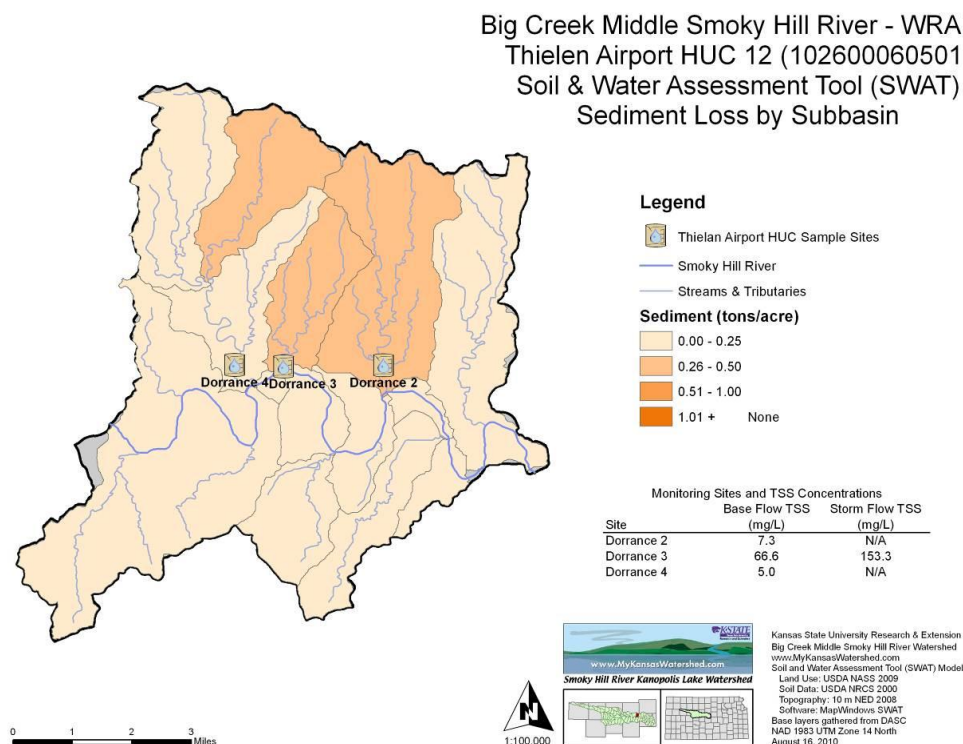 Big Creek Middle Smoky Hill River - WRA
Thielen Airport HUC 12 (102600060501
Soil & Water Assessment Tool (SWAT)
Sediment Loss by Subbasin
Legend
Thielan Airport HUC Sample Sites
Smoky Hill River
Streams & Tributaries
Sediment (tons/acre)
0.00 - 0.25
0.26 - 0.50
0.51 - 1.00
1.01 + None
Dorrance 4 Dorrance 3 Dorrance 2
Monitoring Sites and TSS Concentrations
Base Flow TSS Storm Flow TSS
Site (mg/L) (mg/L)
Dorrance 2 7.3 N/A
Dorrance 3 66.6 153.3
Dorrance 4 5.0 N/A
K-STATE
www.MyKansasWatershed.com
Smoky Hill River Kanopolis Lake Watershed
Kansas State University Research & Extension
Big Creek Middle Smoky Hill River Watershed
www.MyKansasWatershed.com
Soil and Water Assessment Tool (SWAT) Model
Land Use: USDA NASS 2009
Soil Data: USDA NRCS 2000
Topography: 10 m NED 2008
Software: MapWindows SWAT
Base layers gathered from DASC
NAD 1983 UTM Zone 14 North
August 16, 2010
N
1:100,000
0 1 2 3
Miles